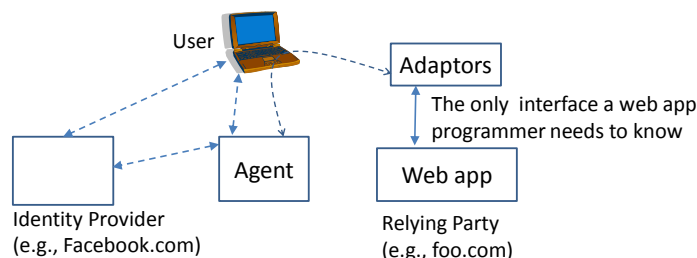 User
Adaptors
The only interface a web app
programmer needs to know
Agent
Web app
Identity Provider
(e.g., Facebook.com)
Relying Party
(e.g., foo.com)